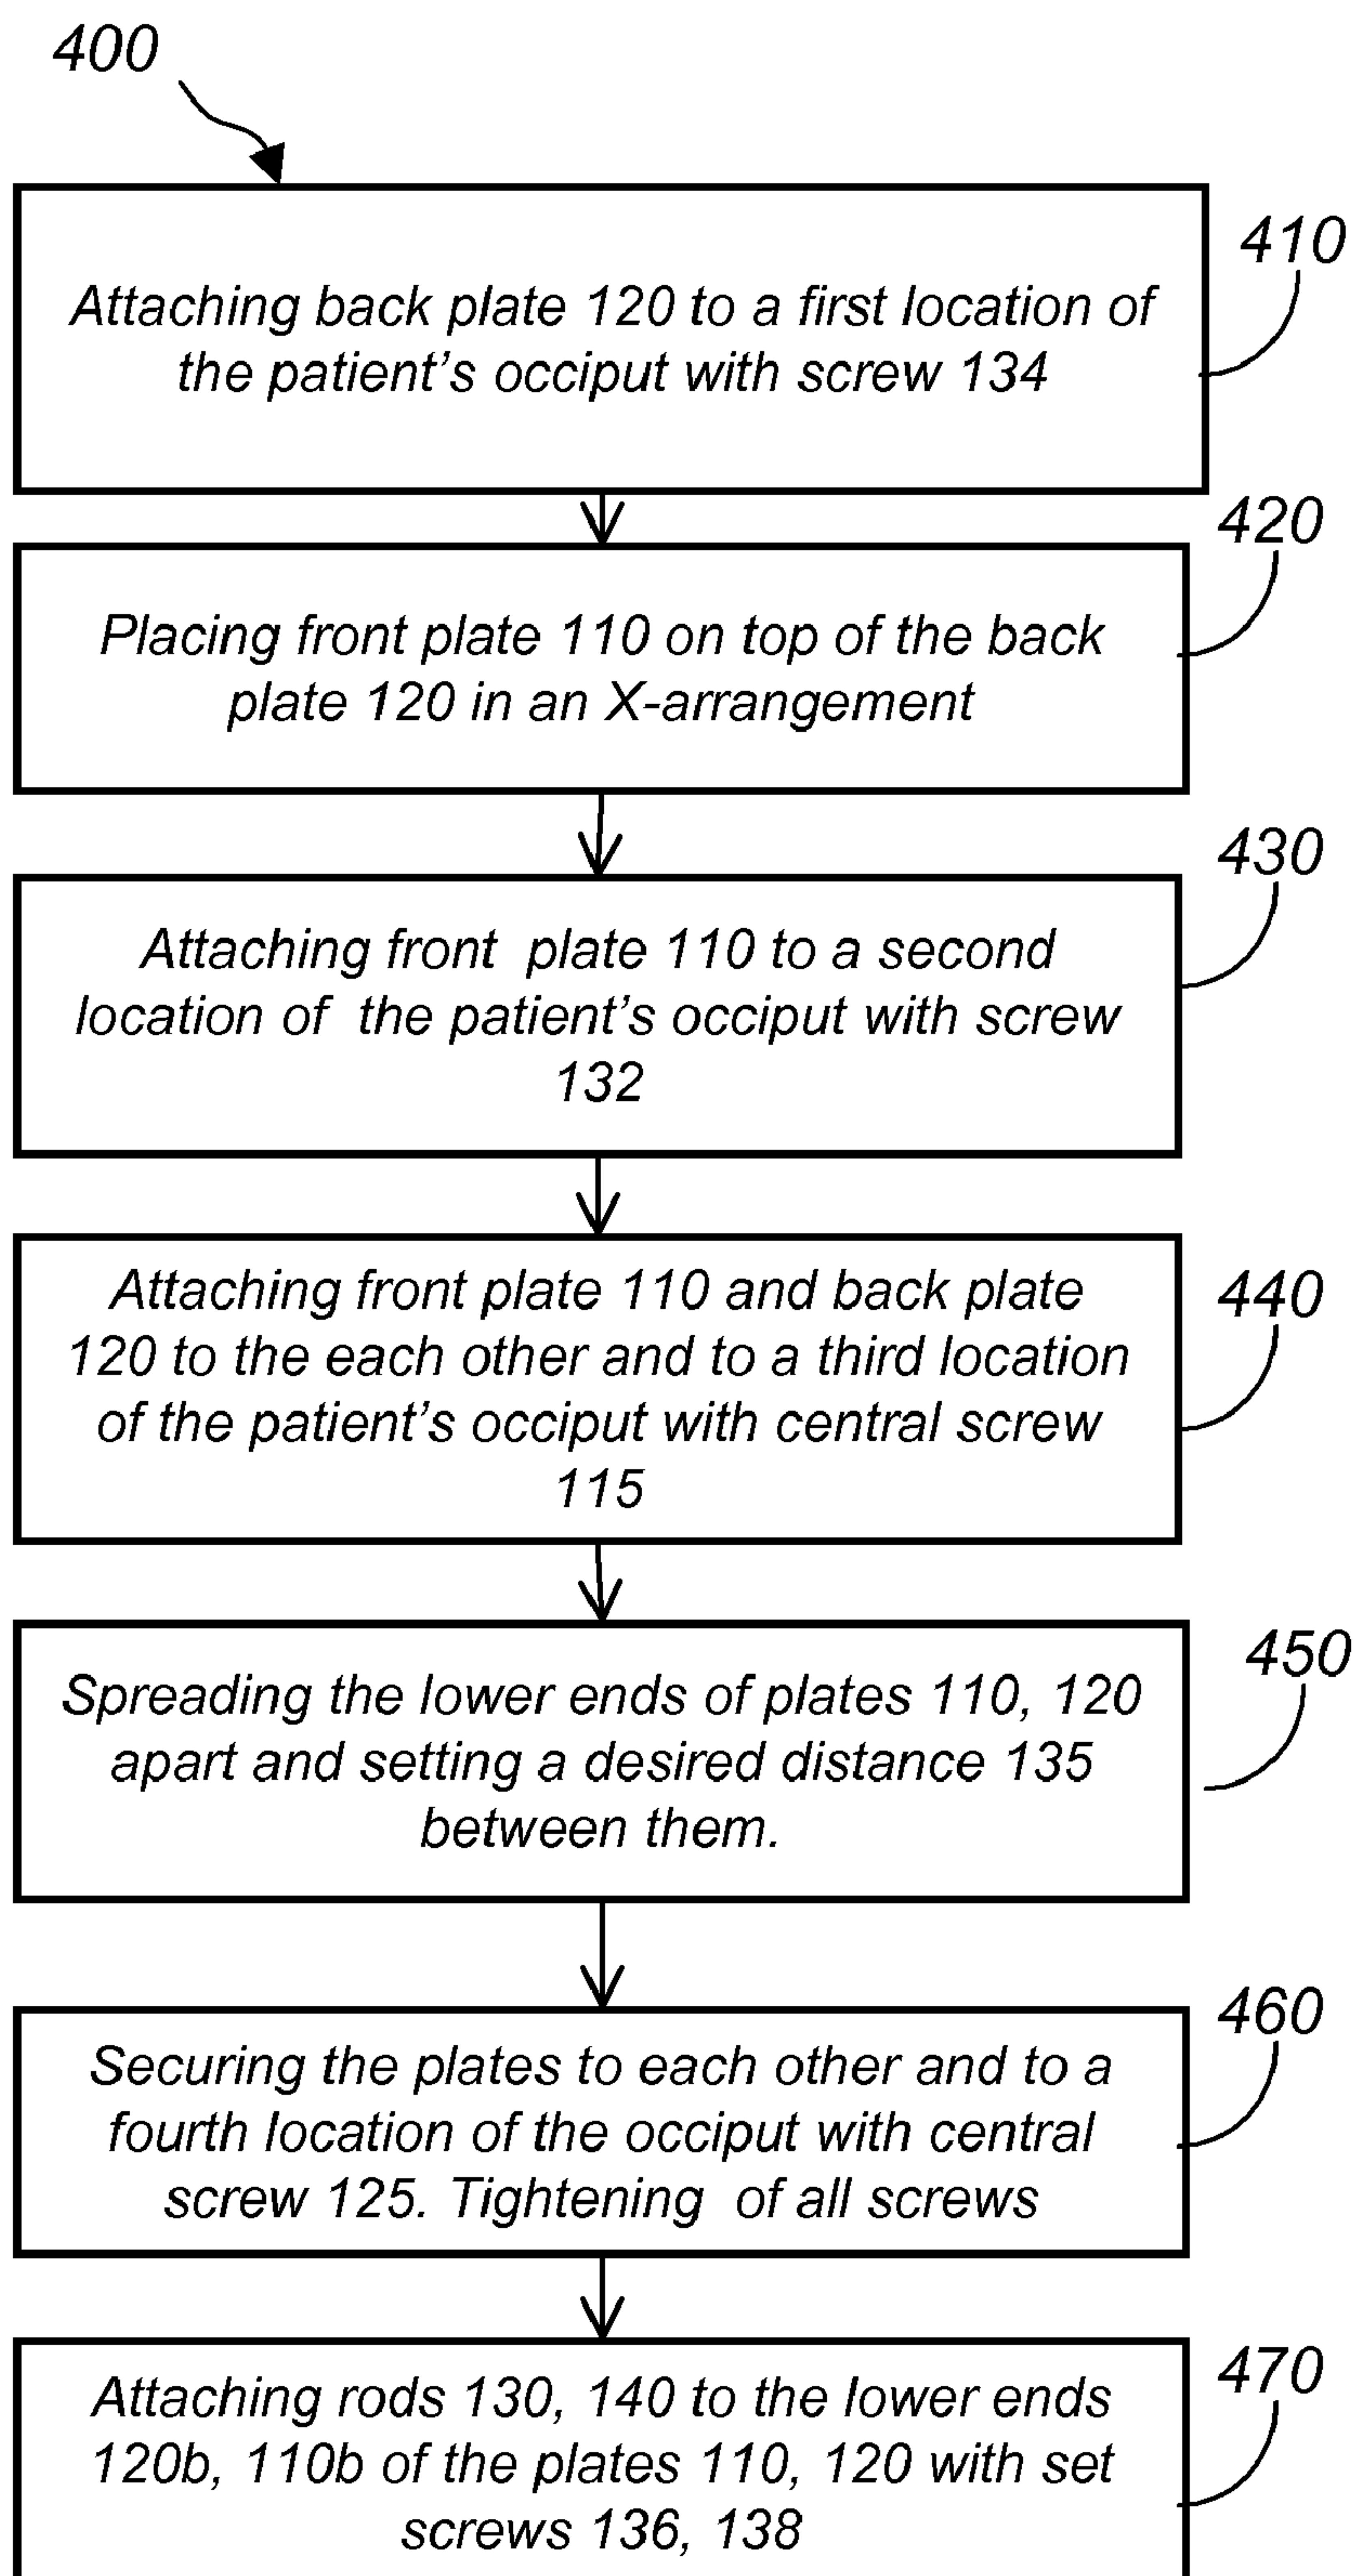 400
410
Attaching back plate 120 to a first location of
the patient's occiput with screw 134
420
Placing front plate 110 on top of the back
plate 120 in an X-arrangement
430
Attaching front plate 110 to a second
location of the patient's occiput with screw
132
440
Attaching front plate 110 and back plate
120 to the each other and to a third location
of the patient's occiput with central screw
115
450
Spreading the lower ends of plates 110, 120
apart and setting a desired distance 135
between them.
460
Securing the plates to each other and to a
fourth location of the occiput with central
screw 125. Tightening of all screws
470
Attaching rods 130, 140 to the lower ends
120b, 110b of the plates 110, 120 with set
screws 136, 138